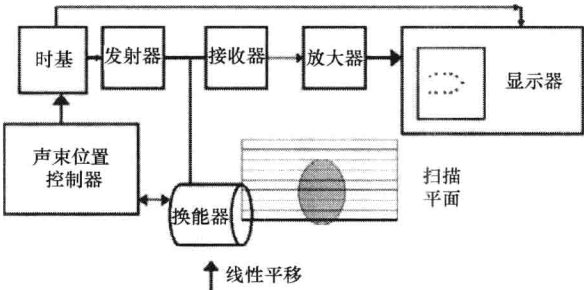 时基
发射器
接收器
放大器
显示器
声束位置
控制器
换能器
扫描
平面
线性平移